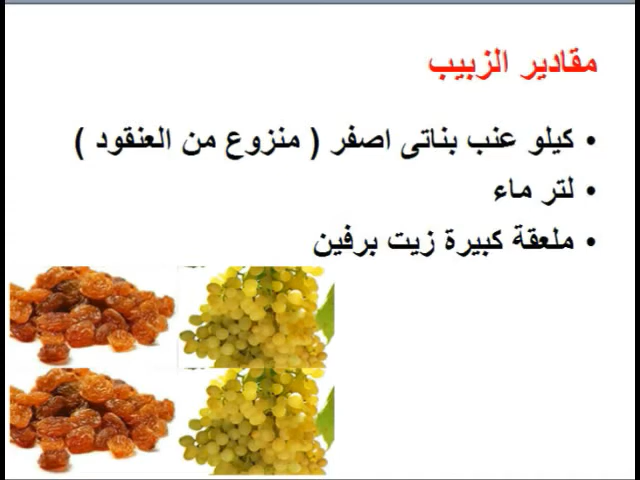 مقادير الزبيب
• كيلو عنب بناتى اصفر ( منزوع من العنقود )
• لتر ماء
• ملعقة كبيرة زيت برفين